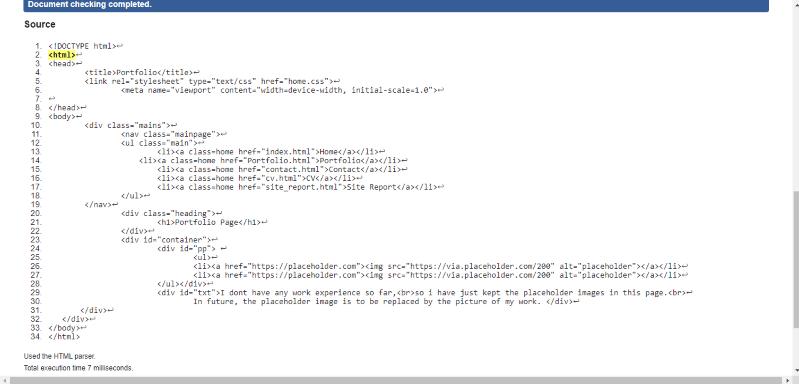 Document checking completed.
Source
1. <!DOCTYPE html>↩
2. <html>↩
3. <head>↩
4. <title>Portfolio</title>↩
5. <link rel="stylesheet" type="text/css" href="home.css">↩
6. <meta name="viewport" content="width=device-width, initial-scale=1.0">↩
7. ↩
8. </head>↩
9. <body>↩
10. <div class="mains">↩
11. <nav class="mainpage">↩
12. <ul class="main">↩
13. <li><a class=home href="index.html">Home</a></li>↩
14. <li><a class=home href="Portfolio.html">Portfolio</a></li>↩
15. <li><a class=home href="contact.html">Contact</a></li>↩
16. <li><a class=home href="cv.html">CV</a></li>↩
17. <li><a class=home href="site_report.html">Site Report</a></li>↩
18. </ul>↩
19. </nav>↩
20. <div class="heading">↩
21. <h1>Portfolio Page</h1>↩
22. </div>↩
23. <div id="container">↩
24. <div id="pp"> ↩
25. <ul>↩
26. <li><a href="https://placeholder.com"><img src="https://via.placeholder.com/200" alt="placeholder"></a></li>↩
27. <li><a href="https://placeholder.com"><img src="https://via.placeholder.com/200" alt="placeholder"></a></li>↩
28. </ul></div>↩
29. <div id="txt">I dont have any work experience so far,<br>so i have just kept the placeholder images in this page.<br>↩
30. In future, the placeholder image is to be replaced by the picture of my work. </div>↩
31. </div>↩
32. </div>↩
33. </body>↩
34. </html>
Used the HTML parser.
Total execution time 7 milliseconds.